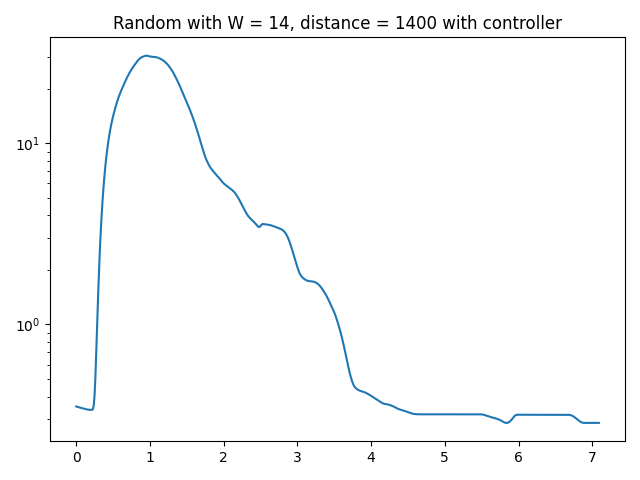 Random with W = 14, distance = 1400 with controller
10¹
10⁰
0 1 2 3 4 5 6 7